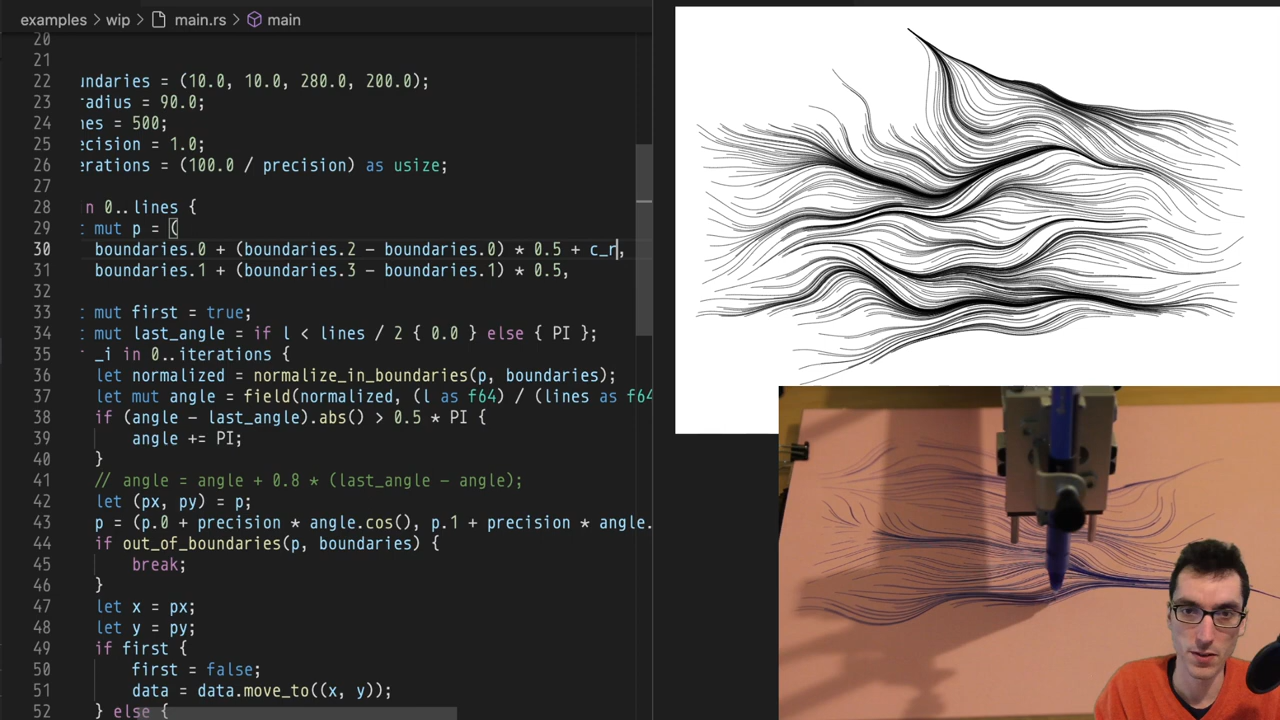 examples › wip › main.rs › main
20
21
22 undaries = (10.0, 10.0, 280.0, 200.0);
23 adius = 90.0;
24 nes = 500;
25 ecision = 1.0;
26 erations = (100.0 / precision) as usize;
27
28 in 0..lines {
29 : mut p = (
30 boundaries.0 + (boundaries.2 - boundaries.0) * 0.5 + c_r,
31 boundaries.1 + (boundaries.3 - boundaries.1) * 0.5,
32
33 : mut first = true;
34 : mut last_angle = if l < lines / 2 { 0.0 } else { PI };
35 _i in 0..iterations {
36 let normalized = normalize_in_boundaries(p, boundaries);
37 let mut angle = field(normalized, (l as f64) / (lines as f64
38 if (angle - last_angle).abs() > 0.5 * PI {
39 angle += PI;
40 }
41 // angle = angle + 0.8 * (last_angle - angle);
42 let (px, py) = p;
43 p = (p.0 + precision * angle.cos(), p.1 + precision * angle.
44 if out_of_boundaries(p, boundaries) {
45 break;
46 }
47 let x = px;
48 let y = py;
49 if first {
50 first = false;
51 data = data.move_to((x, y));
52 } else {